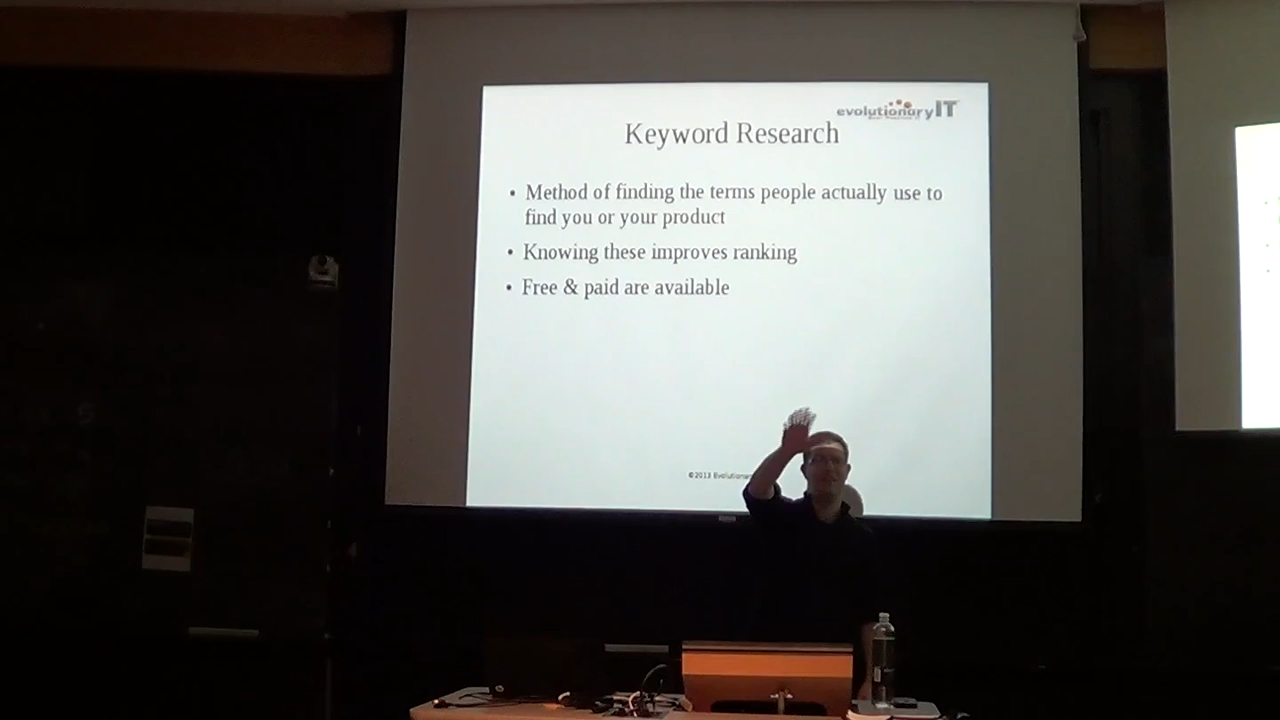 evolutionaryIT
Keyword Research
• Method of finding the terms people actually use to
find you or your product
• Knowing these improves ranking
• Free & paid are available
©2013 Evolutionary